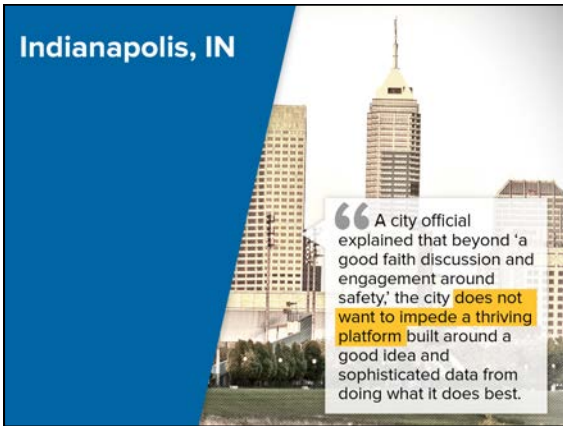 Indianapolis, IN
“ A city official
explained that beyond ‘a
good faith discussion and
engagement around
safety,’ the city does not
want to impede a thriving
platform built around a
good idea and
sophisticated data from
doing what it does best.